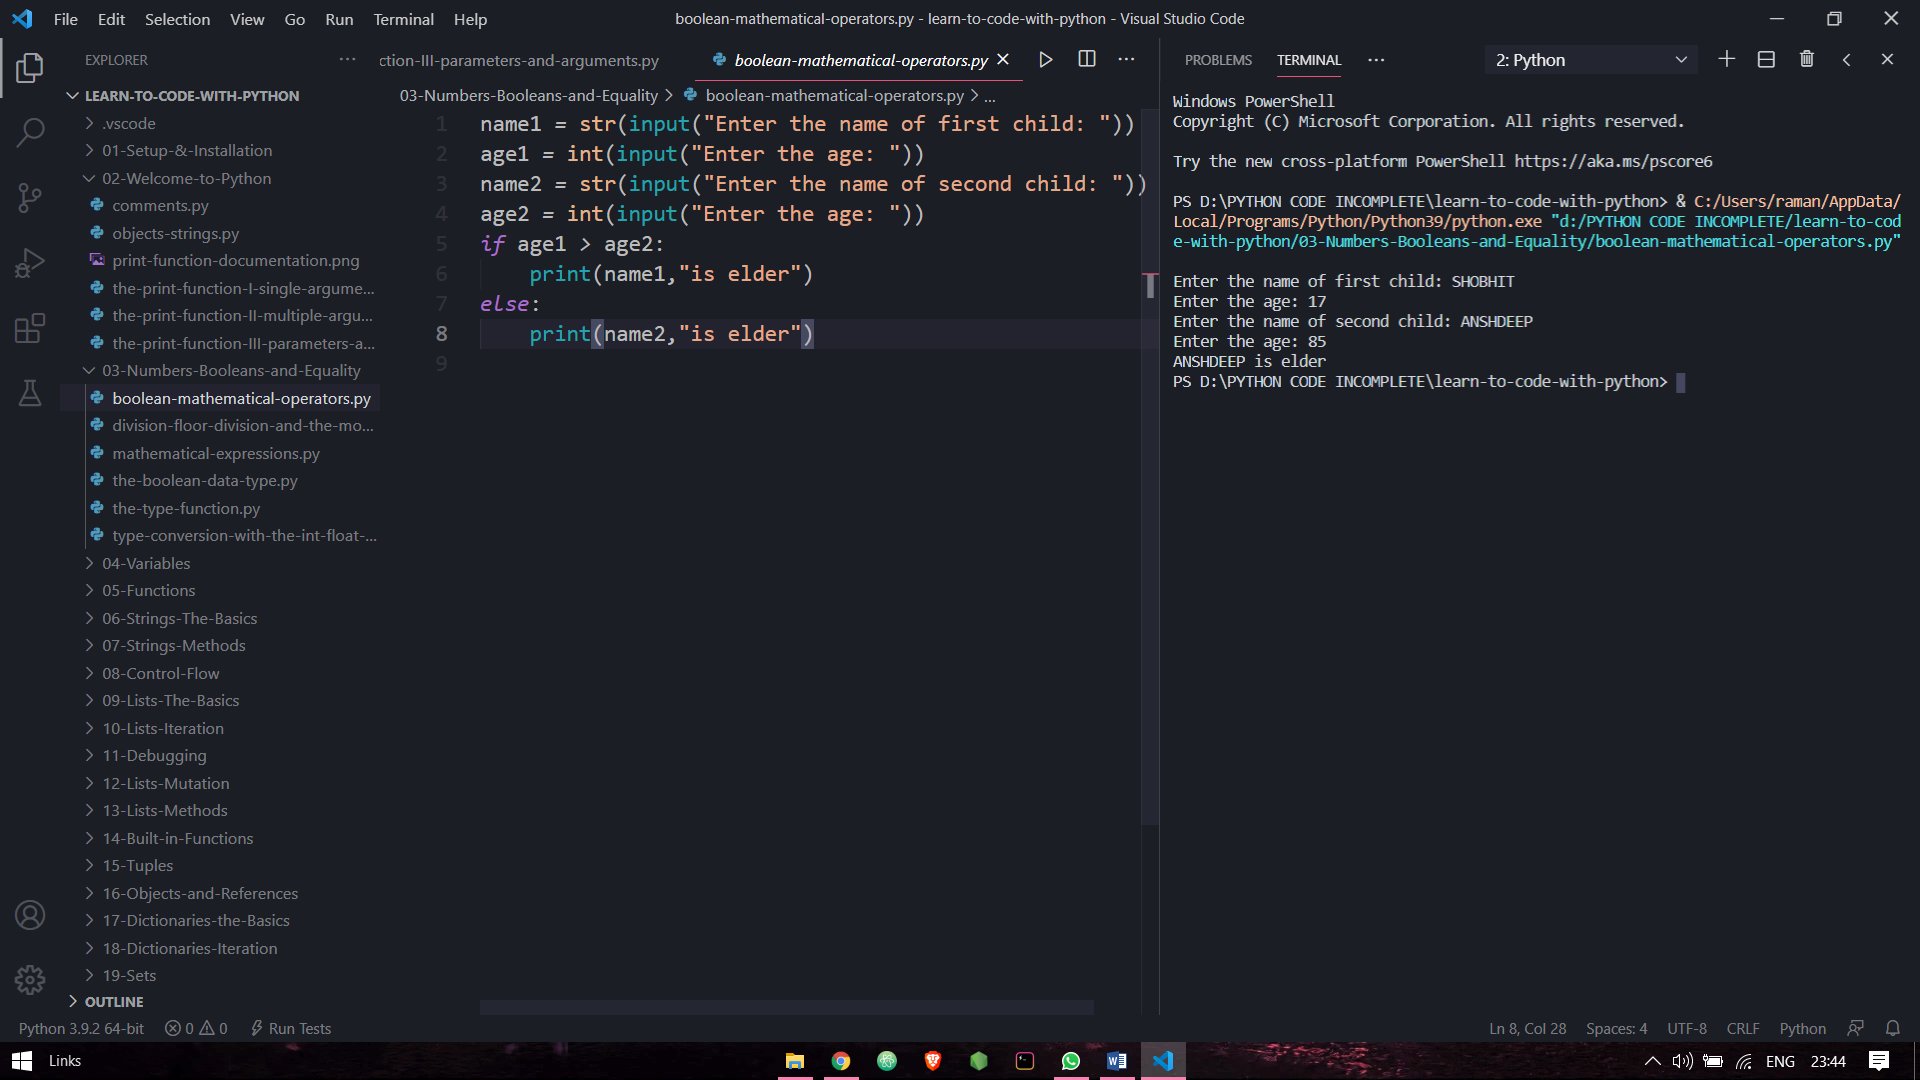 File Edit Selection View Go Run Terminal Help
boolean-mathematical-operators.py - learn-to-code-with-python - Visual Studio Code
EXPLORER
LEARN-TO-CODE-WITH-PYTHON
.vscode
01-Setup-&-Installation
02-Welcome-to-Python
comments.py
objects-strings.py
print-function-documentation.png
the-print-function-I-single-argume...
the-print-function-II-multiple-argu...
the-print-function-III-parameters-a...
03-Numbers-Booleans-and-Equality
boolean-mathematical-operators.py
division-floor-division-and-the-mo...
mathematical-expressions.py
the-boolean-data-type.py
the-type-function.py
type-conversion-with-the-int-float-...
04-Variables
05-Functions
06-Strings-The-Basics
07-Strings-Methods
08-Control-Flow
09-Lists-The-Basics
10-Lists-Iteration
11-Debugging
12-Lists-Mutation
13-Lists-Methods
14-Built-in-Functions
15-Tuples
16-Objects-and-References
17-Dictionaries-the-Basics
18-Dictionaries-Iteration
19-Sets
OUTLINE
ction-III-parameters-and-arguments.py
boolean-mathematical-operators.py
03-Numbers-Booleans-and-Equality > boolean-mathematical-operators.py > ...
1 name1 = str(input("Enter the name of first child: "))
2 age1 = int(input("Enter the age: "))
3 name2 = str(input("Enter the name of second child: "))
4 age2 = int(input("Enter the age: "))
5 if age1 > age2:
6 print(name1,"is elder")
7 else:
8 print(name2,"is elder")
9
PROBLEMS TERMINAL ... 2: Python
Windows PowerShell
Copyright (C) Microsoft Corporation. All rights reserved.
Try the new cross-platform PowerShell https://aka.ms/pscore6
PS D:\PYTHON CODE INCOMPLETE\learn-to-code-with-python> & C:/Users/raman/AppData/
Local/Programs/Python/Python39/python.exe "d:/PYTHON CODE INCOMPLETE/learn-to-cod
e-with-python/03-Numbers-Booleans-and-Equality/boolean-mathematical-operators.py"
Enter the name of first child: SHOBHIT
Enter the age: 17
Enter the name of second child: ANSHDEEP
Enter the age: 85
ANSHDEEP is elder
PS D:\PYTHON CODE INCOMPLETE\learn-to-code-with-python>
Python 3.9.2 64-bit 0 0 Run Tests
Ln 8, Col 28 Spaces: 4 UTF-8 CRLF Python
Links
ENG 23:44